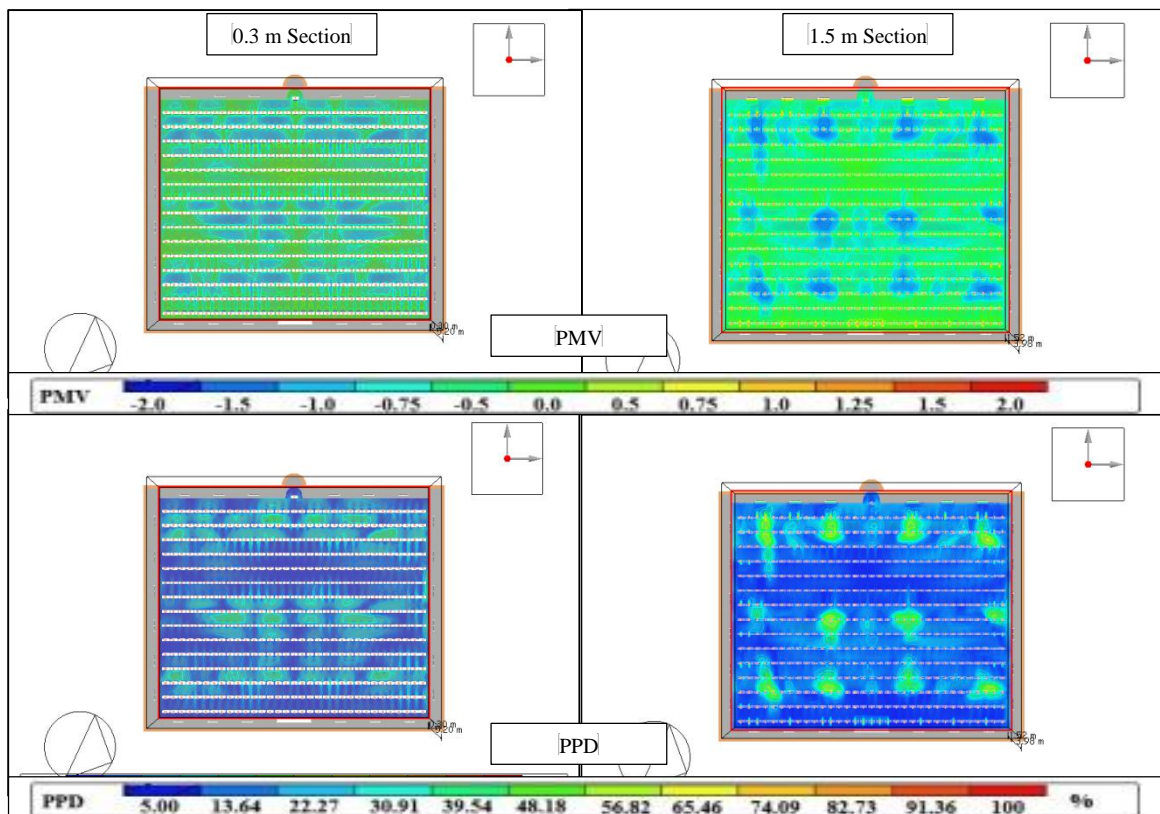 0.3 m Section
1.5 m Section
PMV
PMV -2.0 -1.5 -1.0 -0.75 -0.5 0.0 0.5 0.75 1.0 1.25 1.5 2.0
PPD
PPD 5.00 13.64 22.27 30.91 39.54 48.18 56.82 65.46 74.09 82.73 91.36 100 %